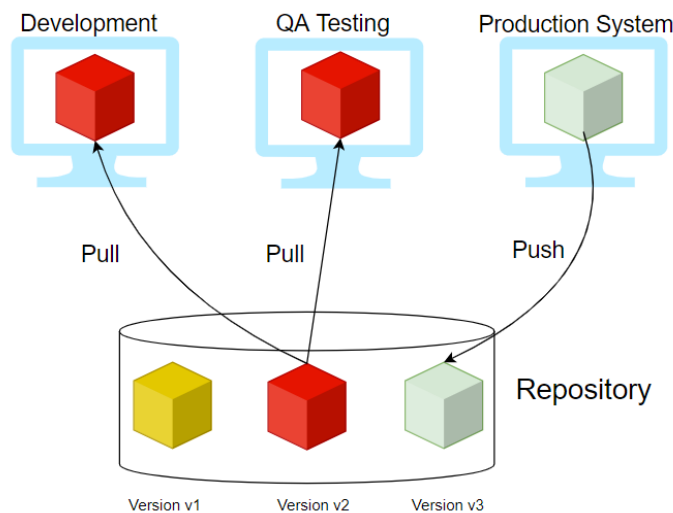 Development
QA Testing
Production System
Pull
Pull
Push
Repository
Version v1
Version v2
Version v3